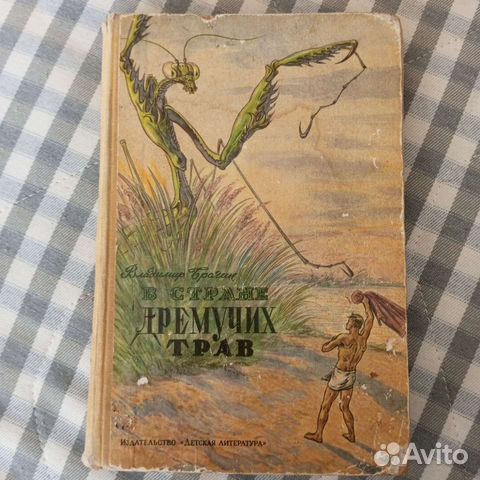 Владимир Брагин
В СТРАНЕ
ДРЕМУЧИХ
ТРАВ
ИЗДАТЕЛЬСТВО «ДЕТСКАЯ ЛИТЕРАТУРА»
Avito